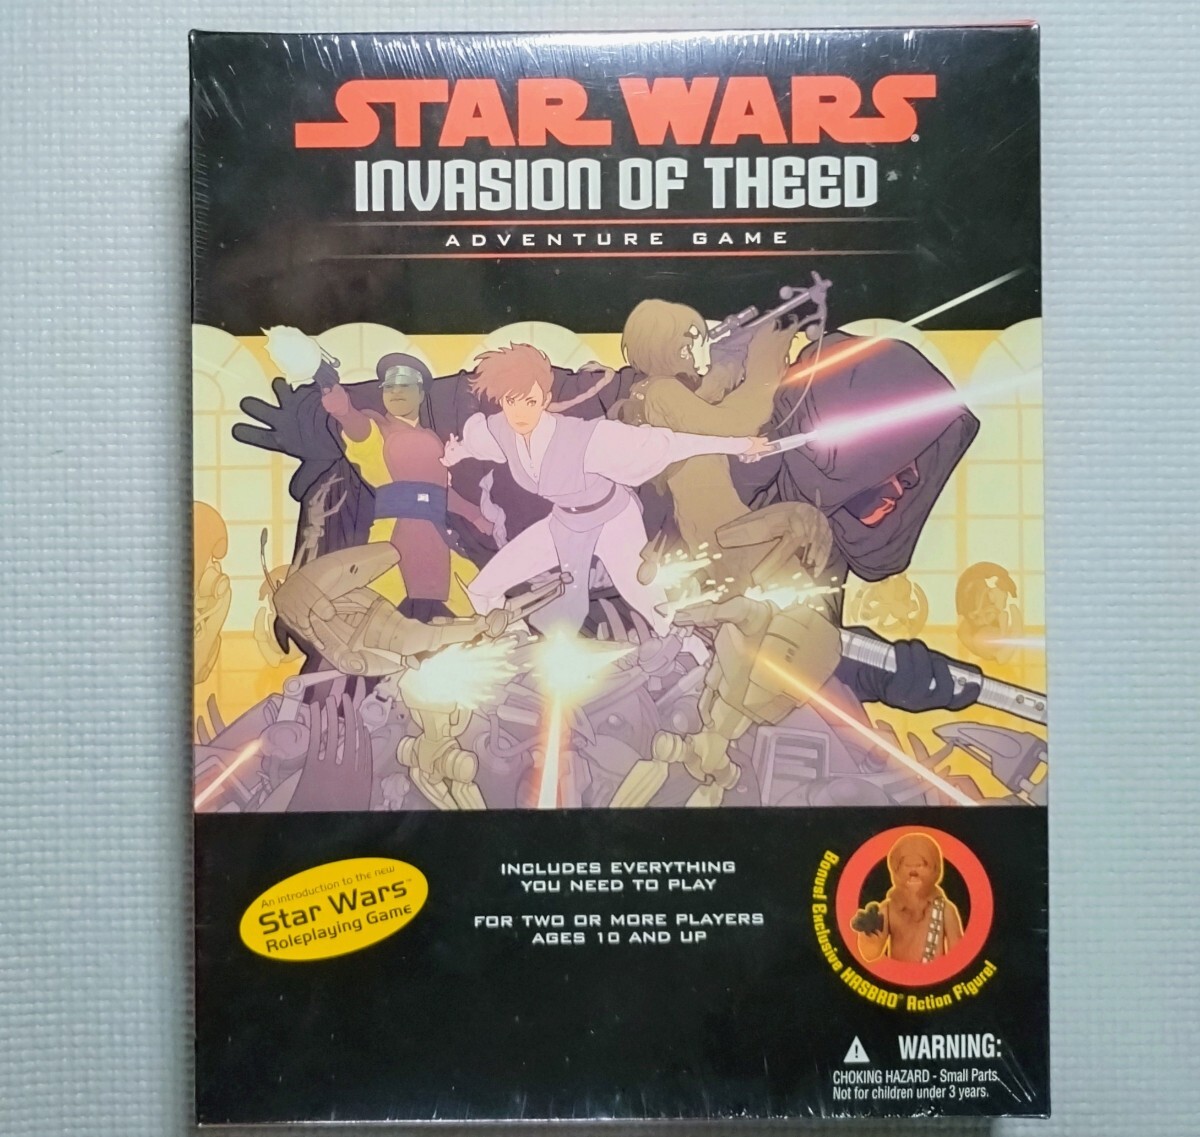 STAR WARS®
INVASION OF THEED
ADVENTURE GAME
An introduction to the new
Star Wars™
Roleplaying Game
INCLUDES EVERYTHING
YOU NEED TO PLAY
FOR TWO OR MORE PLAYERS
AGES 10 AND UP
Bonus! Exclusive HASBRO® Action Figure!
WARNING:
CHOKING HAZARD - Small Parts.
Not for children under 3 years.